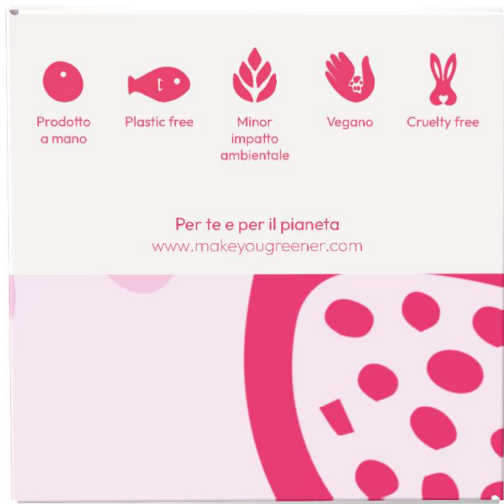 Prodotto
a mano
Plastic free
Minor
impatto
ambientale
Vegano
Cruelty free
Per te e per il pianeta
www.makeyougreener.com